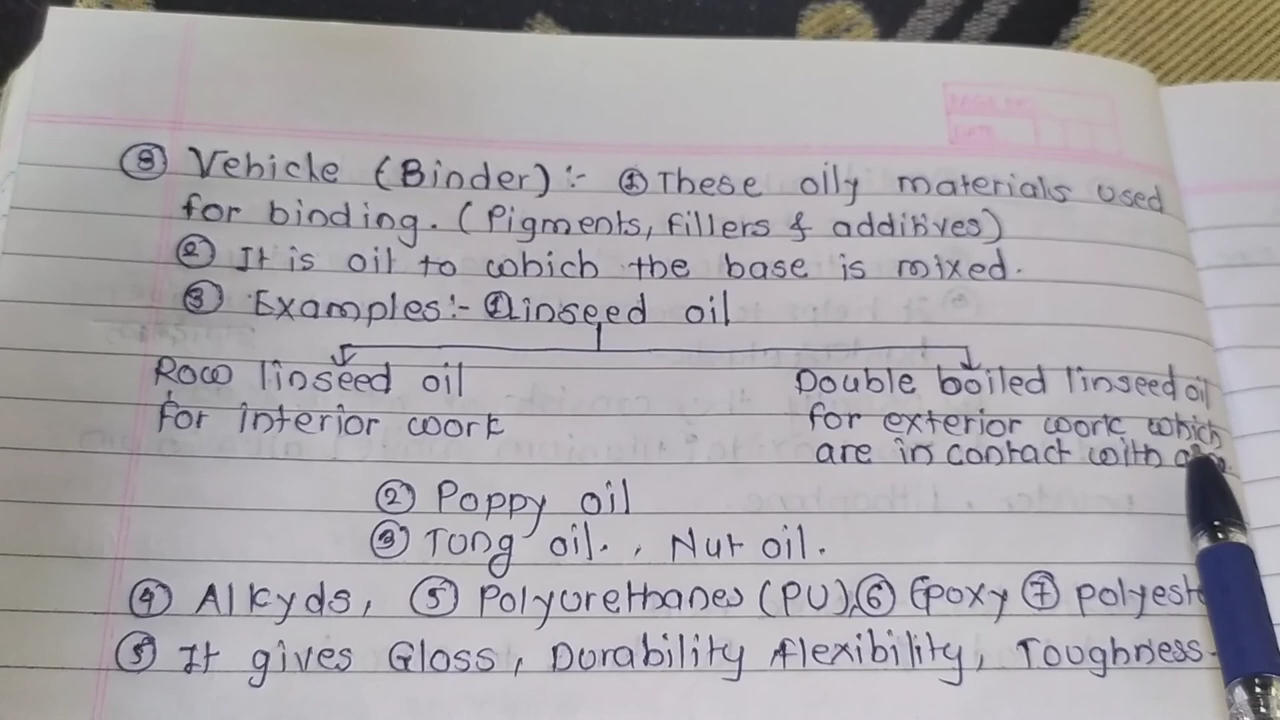 ③ Vehicle (Binder) :- ① These oily materials used
for binding. (Pigments, fillers & additives)
② It is oil to which the base is mixed.
③ Examples:- ① Linseed oil
Raw linseed oil
for interior work
Double boiled linseed oil
for exterior work which
are in contact with
② Poppy oil
③ Tong oil. , Nut oil.
④ Alkyds, ⑤ Polyurethanes (PU), ⑥ Epoxy ⑦ polyest
⑤ It gives Gloss, Durability flexibility, Toughness